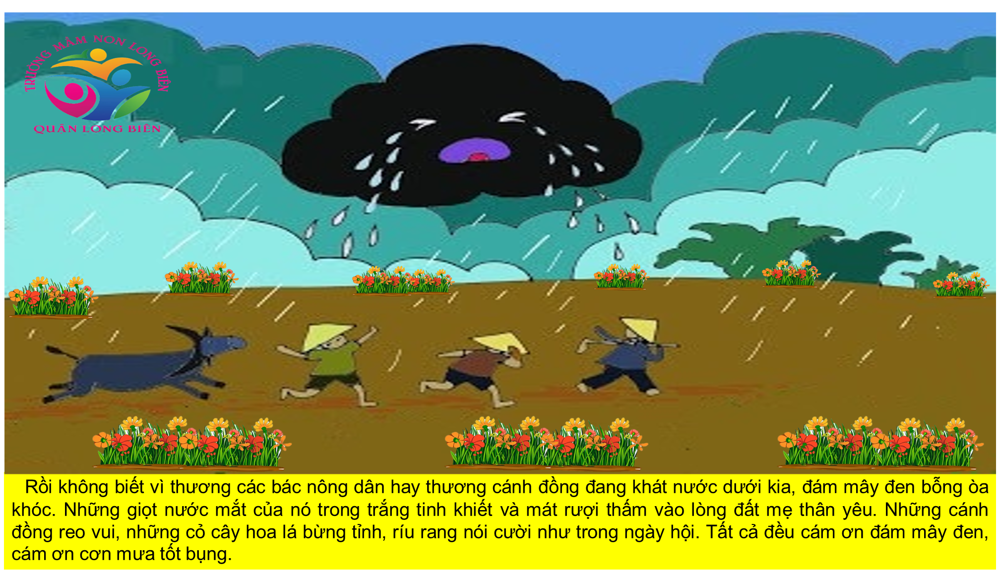 TRƯỜNG MẦM NON LONG BIÊN
QUẬN LONG BIÊN
Rồi không biết vì thương các bác nông dân hay thương cánh đồng đang khát nước dưới kia, đám mây đen bỗng òa
khóc. Những giọt nước mắt của nó trong trắng tinh khiết và mát rượi thấm vào lòng đất mẹ thân yêu. Những cánh
đồng reo vui, những cỏ cây hoa lá bừng tỉnh, ríu rang nói cười như trong ngày hội. Tất cả đều cám ơn đám mây đen,
cám ơn cơn mưa tốt bụng.